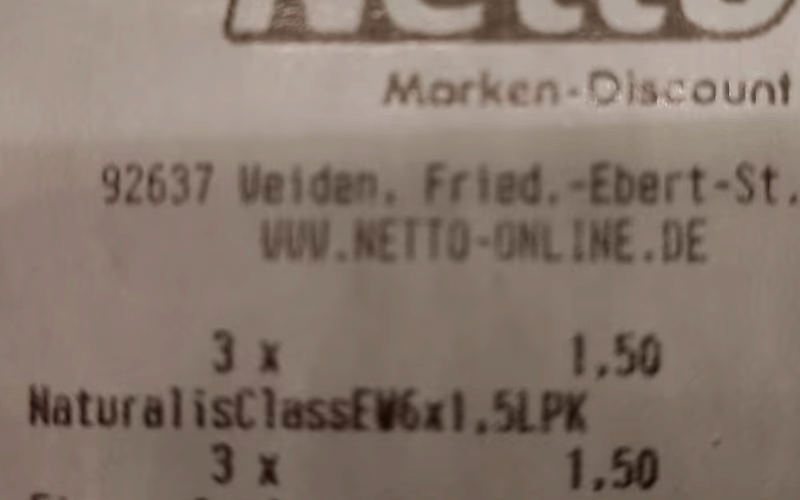 Netto
Marken-Discount
92637 Weiden, Fried.-Ebert-St.
WWW.NETTO-ONLINE.DE
3 x 1,50
NaturalisClassEW6x1,5LPK
3 x 1,50